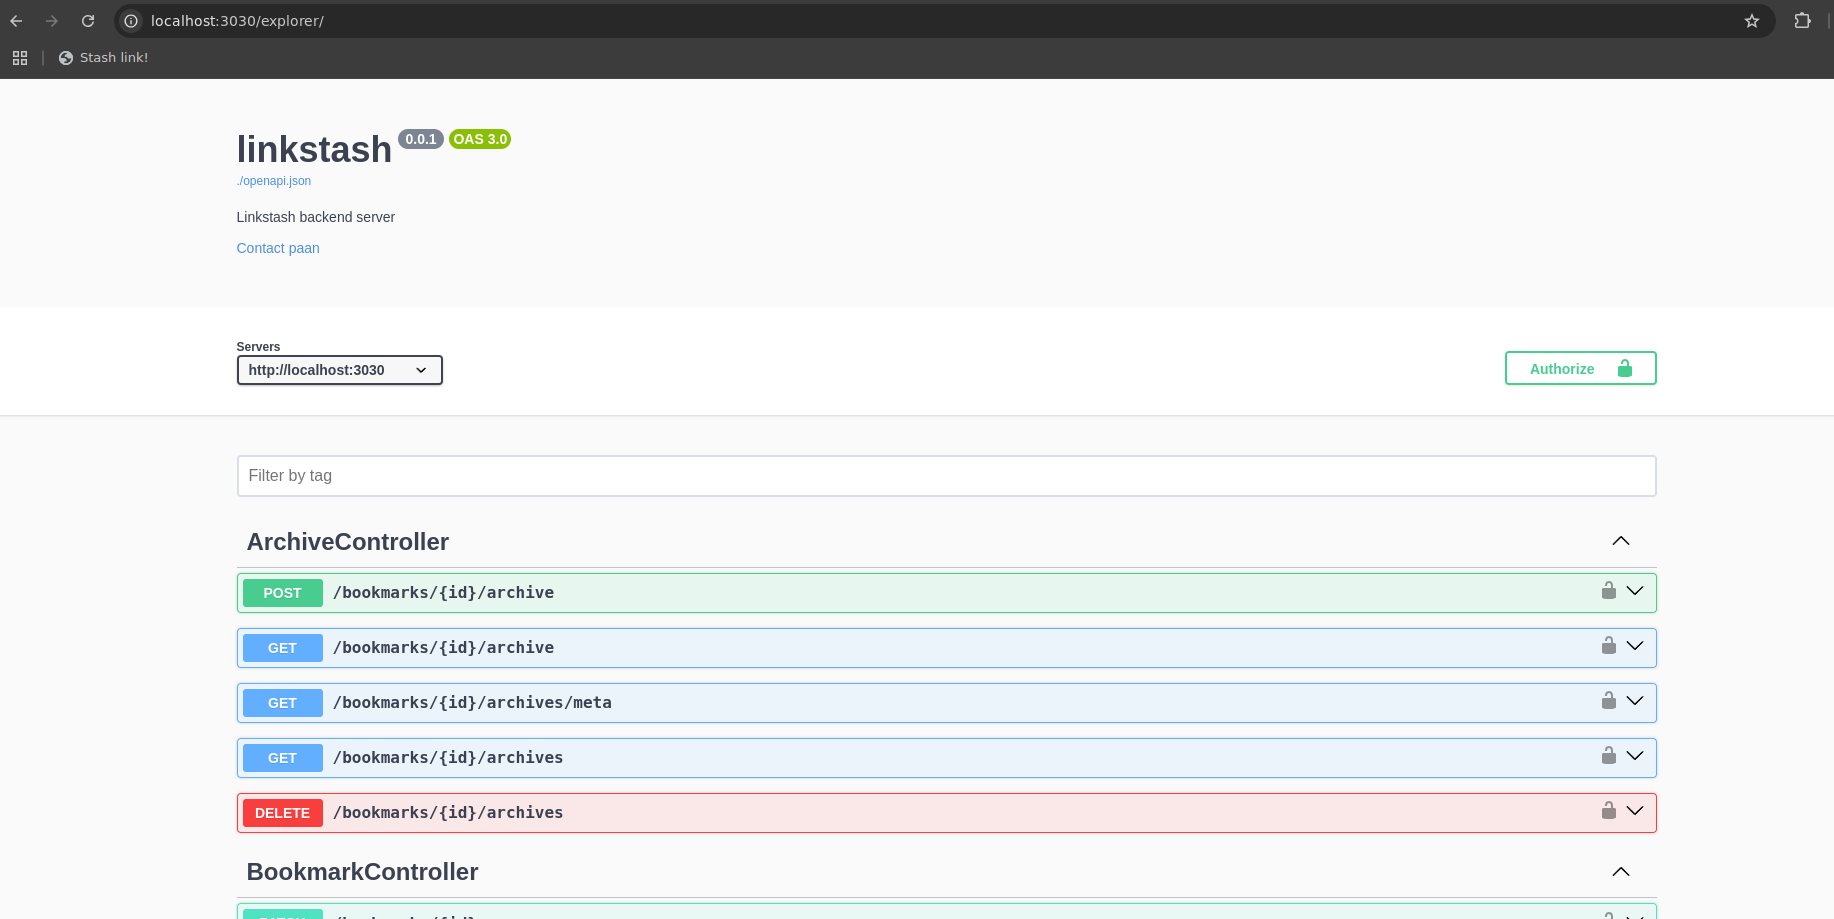 localhost:3030/explorer/
Stash link!
linkstash 0.0.1 OAS 3.0
./openapi.json
Linkstash backend server
Contact paan
Servers
http://localhost:3030
Authorize
Filter by tag
ArchiveController
POST /bookmarks/{id}/archive
GET /bookmarks/{id}/archive
GET /bookmarks/{id}/archives/meta
GET /bookmarks/{id}/archives
DELETE /bookmarks/{id}/archives
BookmarkController